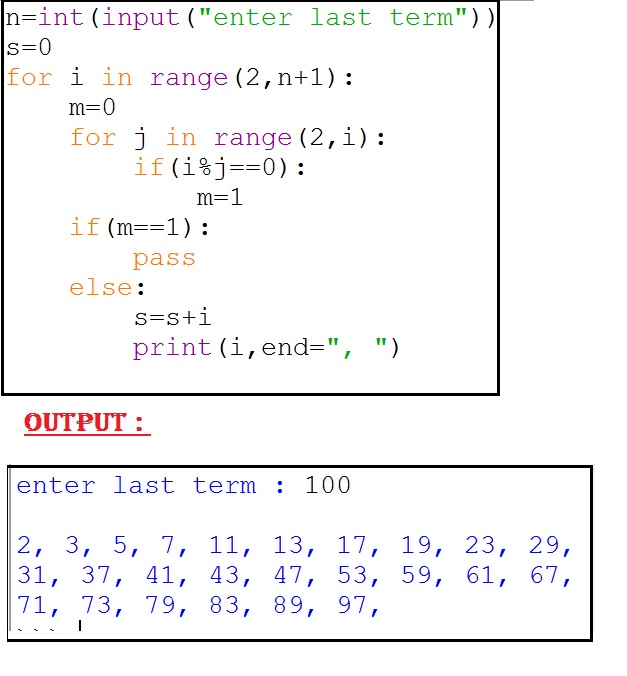 n=int(input("enter last term"))
s=0
for i in range(2,n+1):
    m=0
    for j in range(2,i):
        if(i%j==0):
            m=1
    if(m==1):
        pass
    else:
        s=s+i
        print(i,end=", ")
OUTPUT :
enter last term : 100
2, 3, 5, 7, 11, 13, 17, 19, 23, 29,
31, 37, 41, 43, 47, 53, 59, 61, 67,
71, 73, 79, 83, 89, 97,